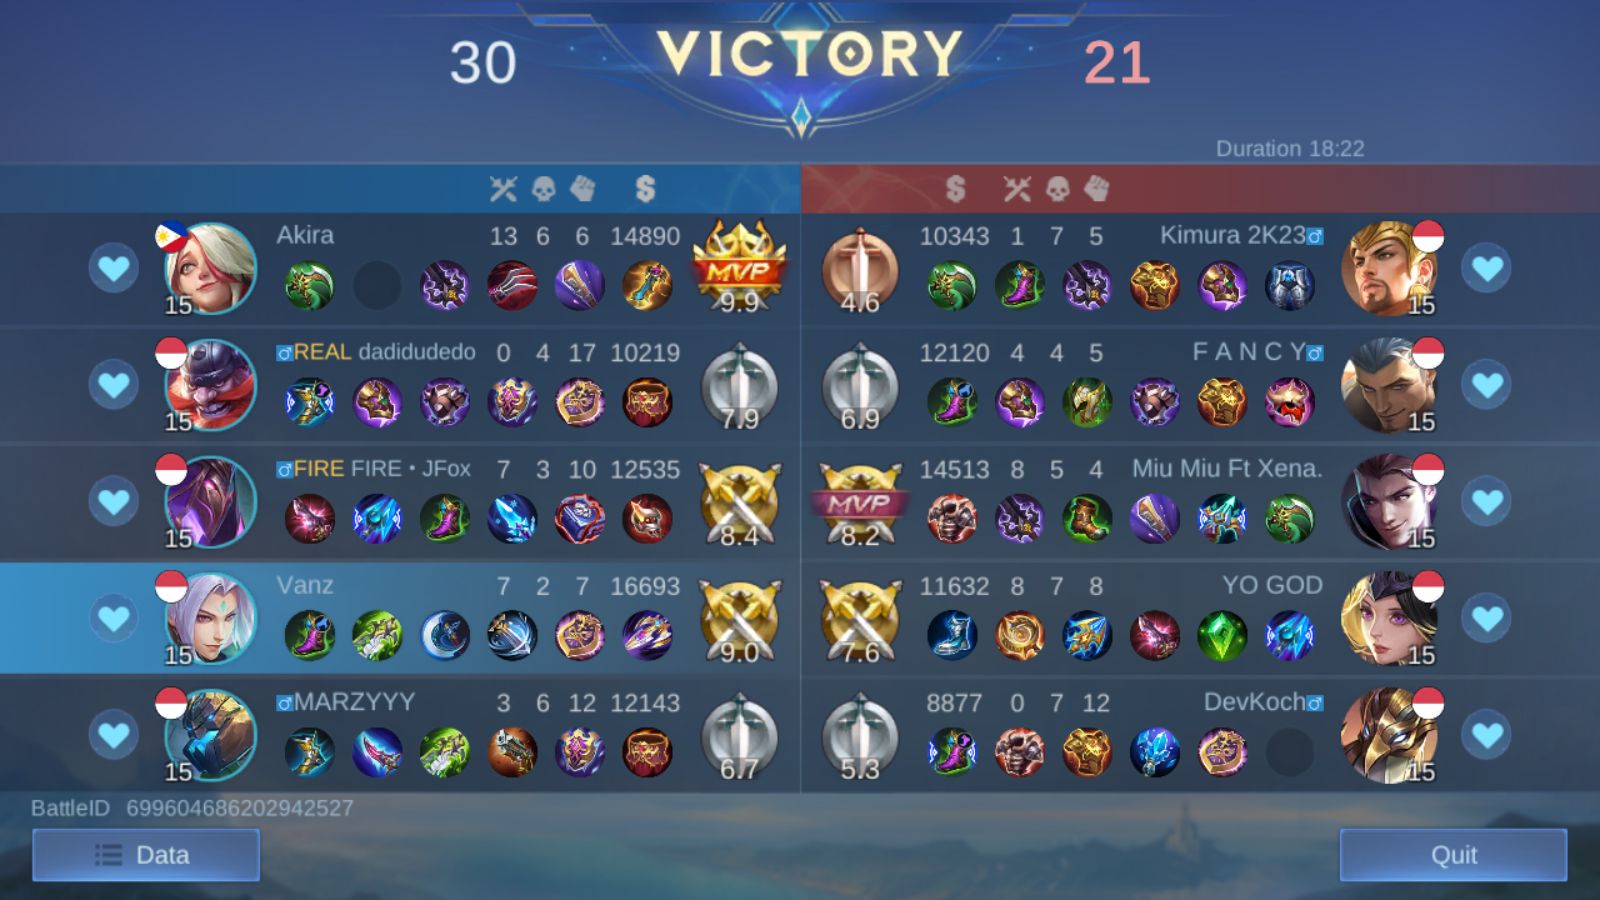 30 VICTORY 21
Duration 18:22
Akira 13 6 6 14890 MVP 9.9
15
4.6 10343 1 7 5 Kimura 2K23
15
REAL dadidudedo 0 4 17 10219 7.9
15
6.9 12120 4 4 5 F A N C Y
15
FIRE FIRE • JFox 7 3 10 12535 8.4
15
MVP 8.2 14513 8 5 4 Miu Miu Ft Xena.
15
Vanz 7 2 7 16693 9.0
15
7.6 11632 8 7 8 YO GOD
15
MARZYYY 3 6 12 12143 6.7
15
5.3 8877 0 7 12 DevKoch
15
BattleID 699604686202942527
Data
Quit